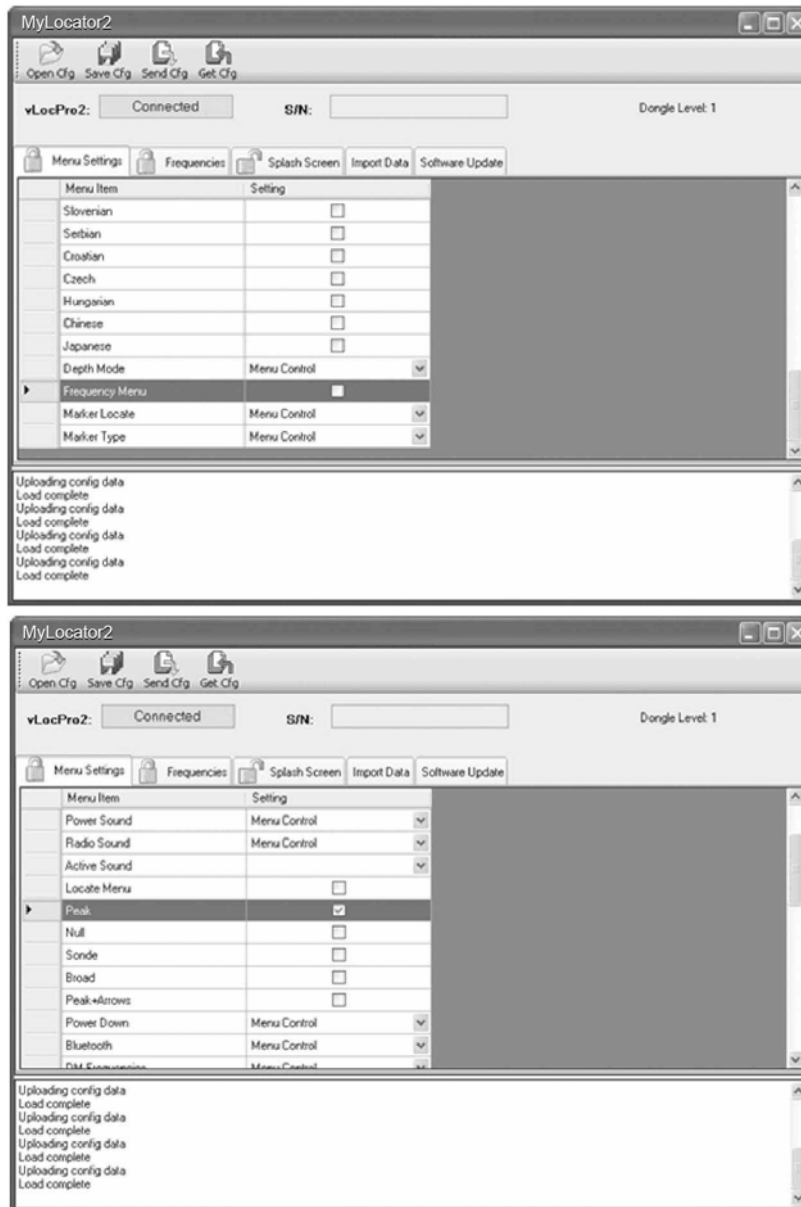 MyLocator2
Open Cfg Save Cfg Send Cfg Get Cfg
vLocPro2: Connected S/N: Dongle Level: 1
Menu Settings Frequencies Splash Screen Import Data Software Update
Menu Item Setting
Slovenian
Serbian
Croatian
Czech
Hungarian
Chinese
Japanese
Depth Mode Menu Control
Frequency Menu
Marker Locate Menu Control
Marker Type Menu Control
Uploading config data
Load complete
Uploading config data
Load complete
Uploading config data
Load complete
Uploading config data
Load complete
MyLocator2
Open Cfg Save Cfg Send Cfg Get Cfg
vLocPro2: Connected S/N: Dongle Level: 1
Menu Settings Frequencies Splash Screen Import Data Software Update
Menu Item Setting
Power Sound Menu Control
Radio Sound Menu Control
Active Sound
Locate Menu
Peak
Null
Sonde
Broad
Peak+Arrows
Power Down Menu Control
Bluetooth Menu Control
DM Frequencies Menu Control
Uploading config data
Load complete
Uploading config data
Load complete
Uploading config data
Load complete
Uploading config data
Load complete